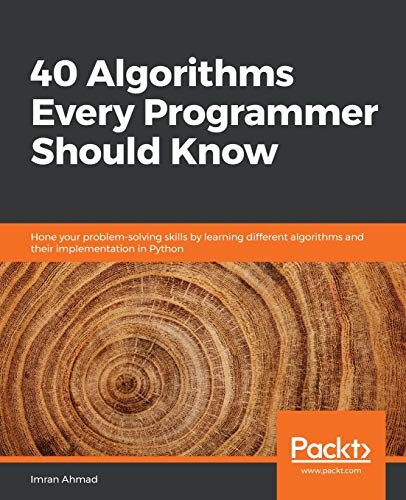 40 Algorithms
Every Programmer
Should Know
Hone your problem-solving skills by learning different algorithms and
their implementation in Python
Packt>
www.packt.com
Imran Ahmad